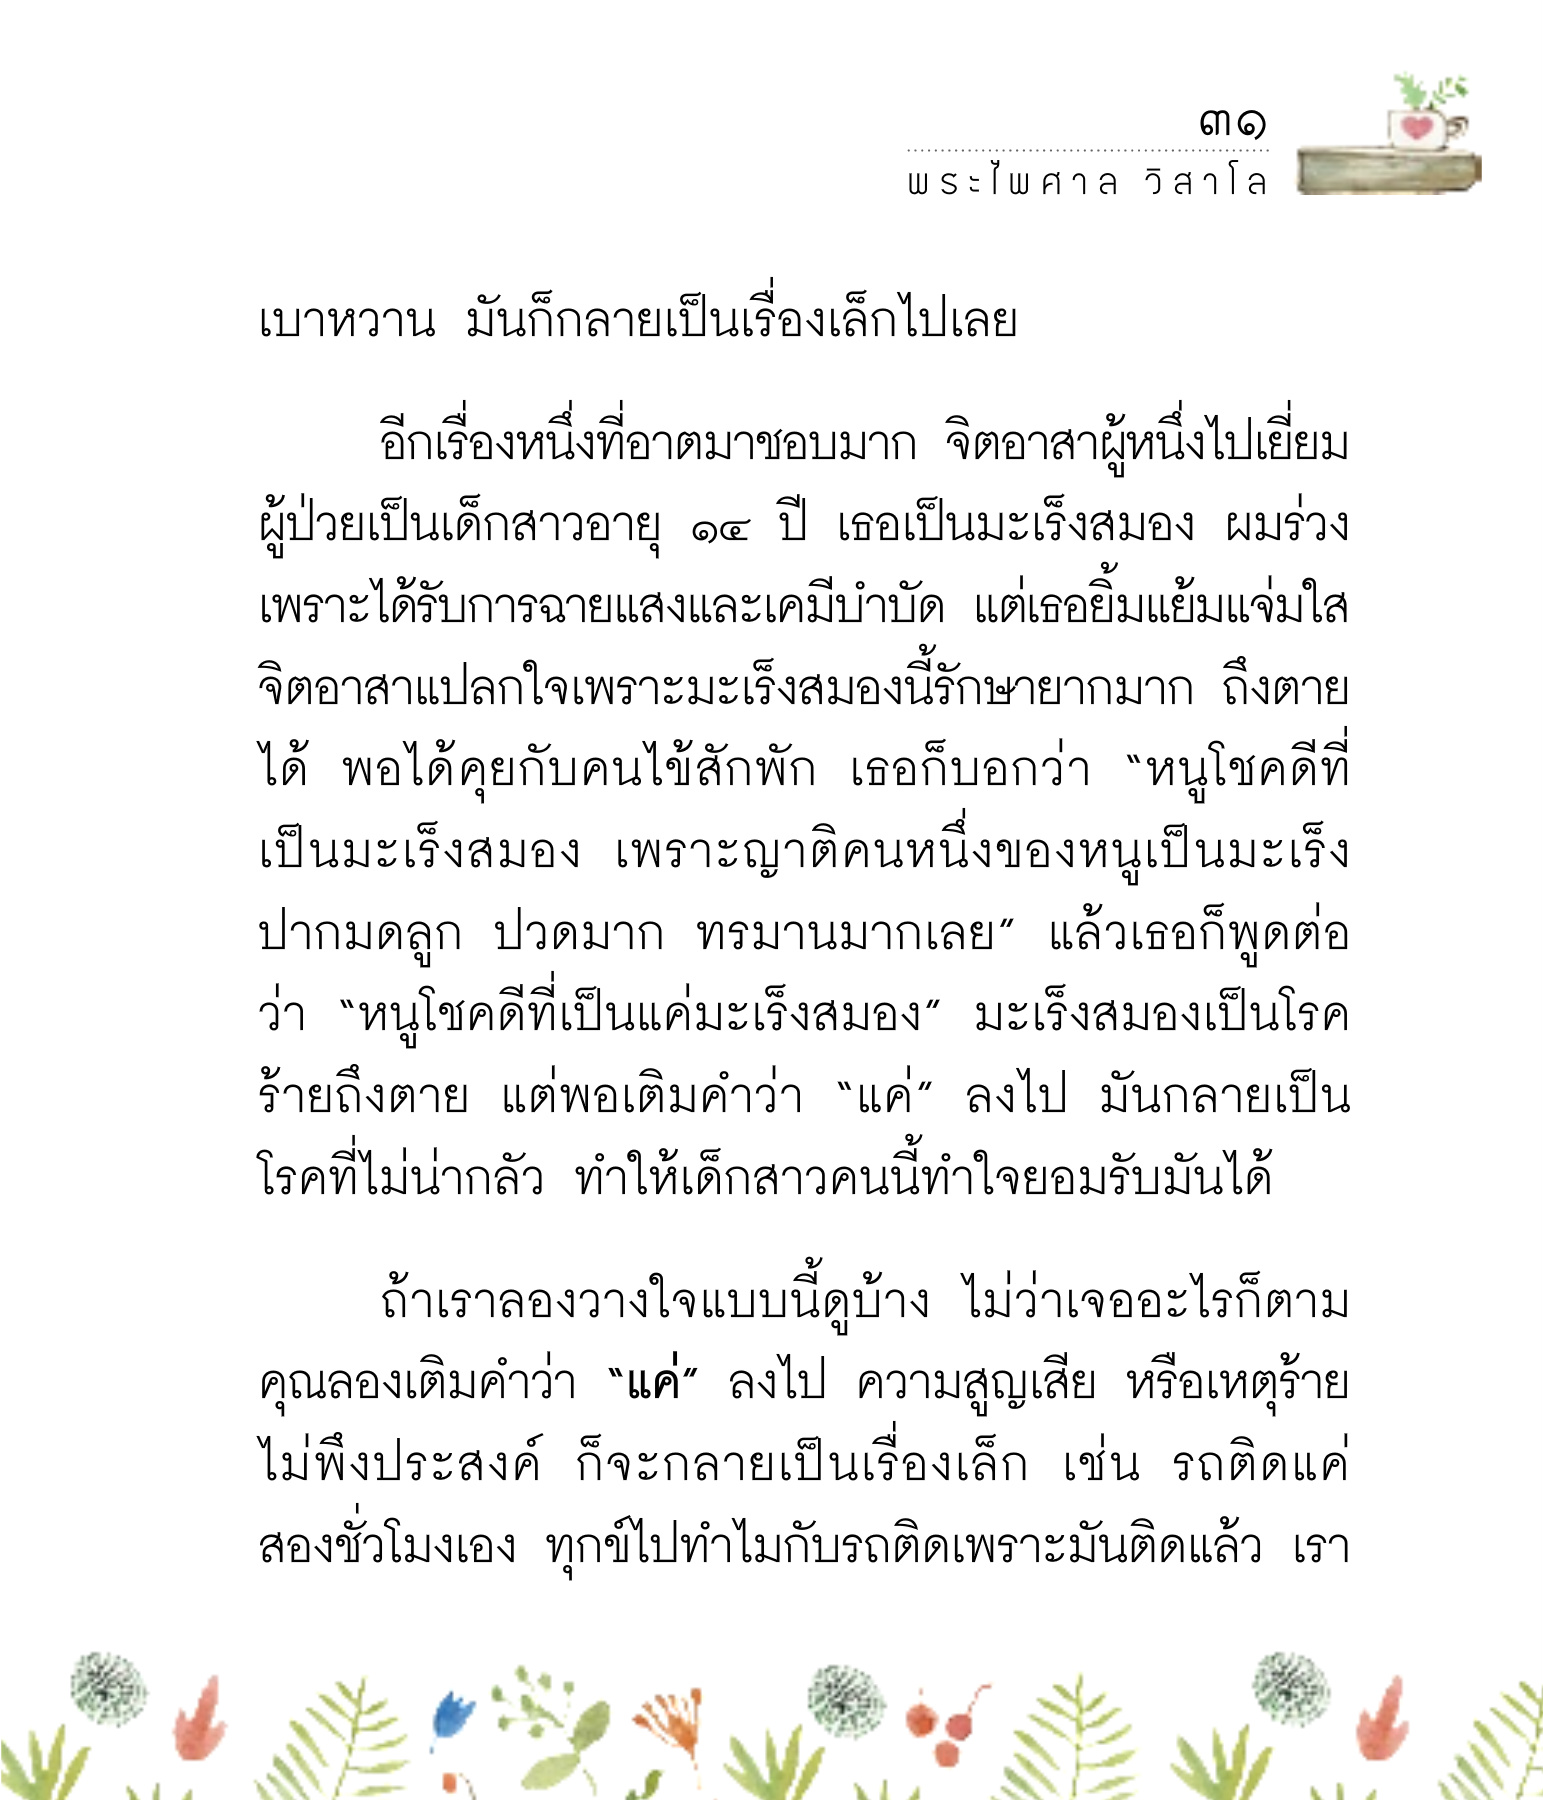 ๓๑
พระไพศาล วิสาโล
เบาหวาน มันก็กลายเป็นเรื่องเล็กไปเลย
อีกเรื่องหนึ่งที่อาตมาชอบมาก จิตอาสาผู้หนึ่งไปเยี่ยม
ผู้ป่วยเป็นเด็กสาวอายุ ๑๔ ปี เธอเป็นมะเร็งสมอง ผมร่วง
เพราะได้รับการฉายแสงและเคมีบำบัด แต่เธอยิ้มแย้มแจ่มใส
จิตอาสาแปลกใจเพราะมะเร็งสมองนี้รักษายากมาก ถึงตาย
ได้ พอได้คุยกับคนไข้สักพัก เธอก็บอกว่า “หนูโชคดีที่
เป็นมะเร็งสมอง เพราะญาติคนหนึ่งของหนูเป็นมะเร็ง
ปากมดลูก ปวดมาก ทรมานมากเลย” แล้วเธอก็พูดต่อ
ว่า “หนูโชคดีที่เป็นแค่มะเร็งสมอง” มะเร็งสมองเป็นโรค
ร้ายถึงตาย แต่พอเติมคำว่า “แค่” ลงไป มันกลายเป็น
โรคที่ไม่น่ากลัว ทำให้เด็กสาวคนนี้ทำใจยอมรับมันได้
ถ้าเราลองวางใจแบบนี้ดูบ้าง ไม่ว่าเจออะไรก็ตาม
คุณลองเติมคำว่า “แค่” ลงไป ความสูญเสีย หรือเหตุร้าย
ไม่พึงประสงค์ ก็จะกลายเป็นเรื่องเล็ก เช่น รถติดแค่
สองชั่วโมงเอง ทุกข์ไปทำไมกับรถติดเพราะมันติดแล้ว เรา